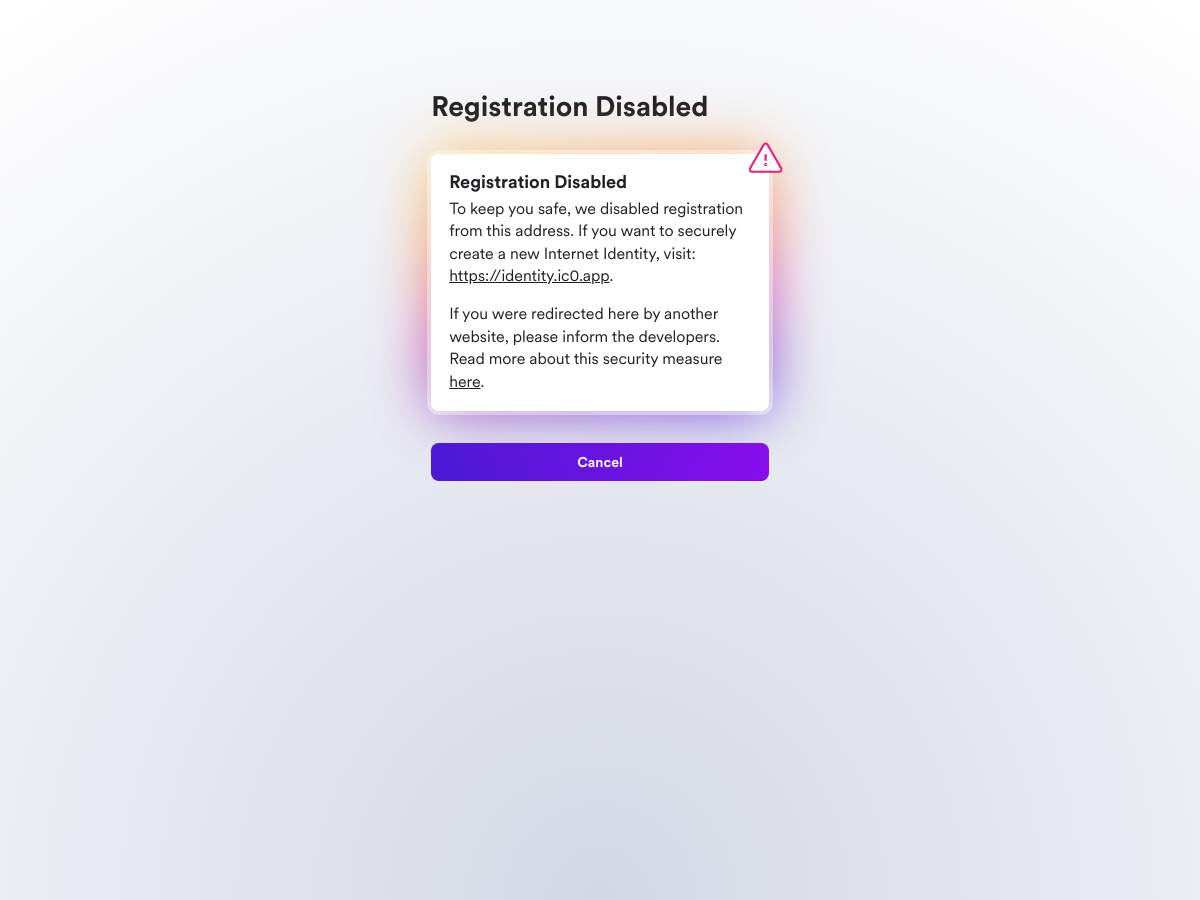 Registration Disabled
Registration Disabled
To keep you safe, we disabled registration
from this address. If you want to securely
create a new Internet Identity, visit:
https://identity.ic0.app.
If you were redirected here by another
website, please inform the developers.
Read more about this security measure
here.
Cancel